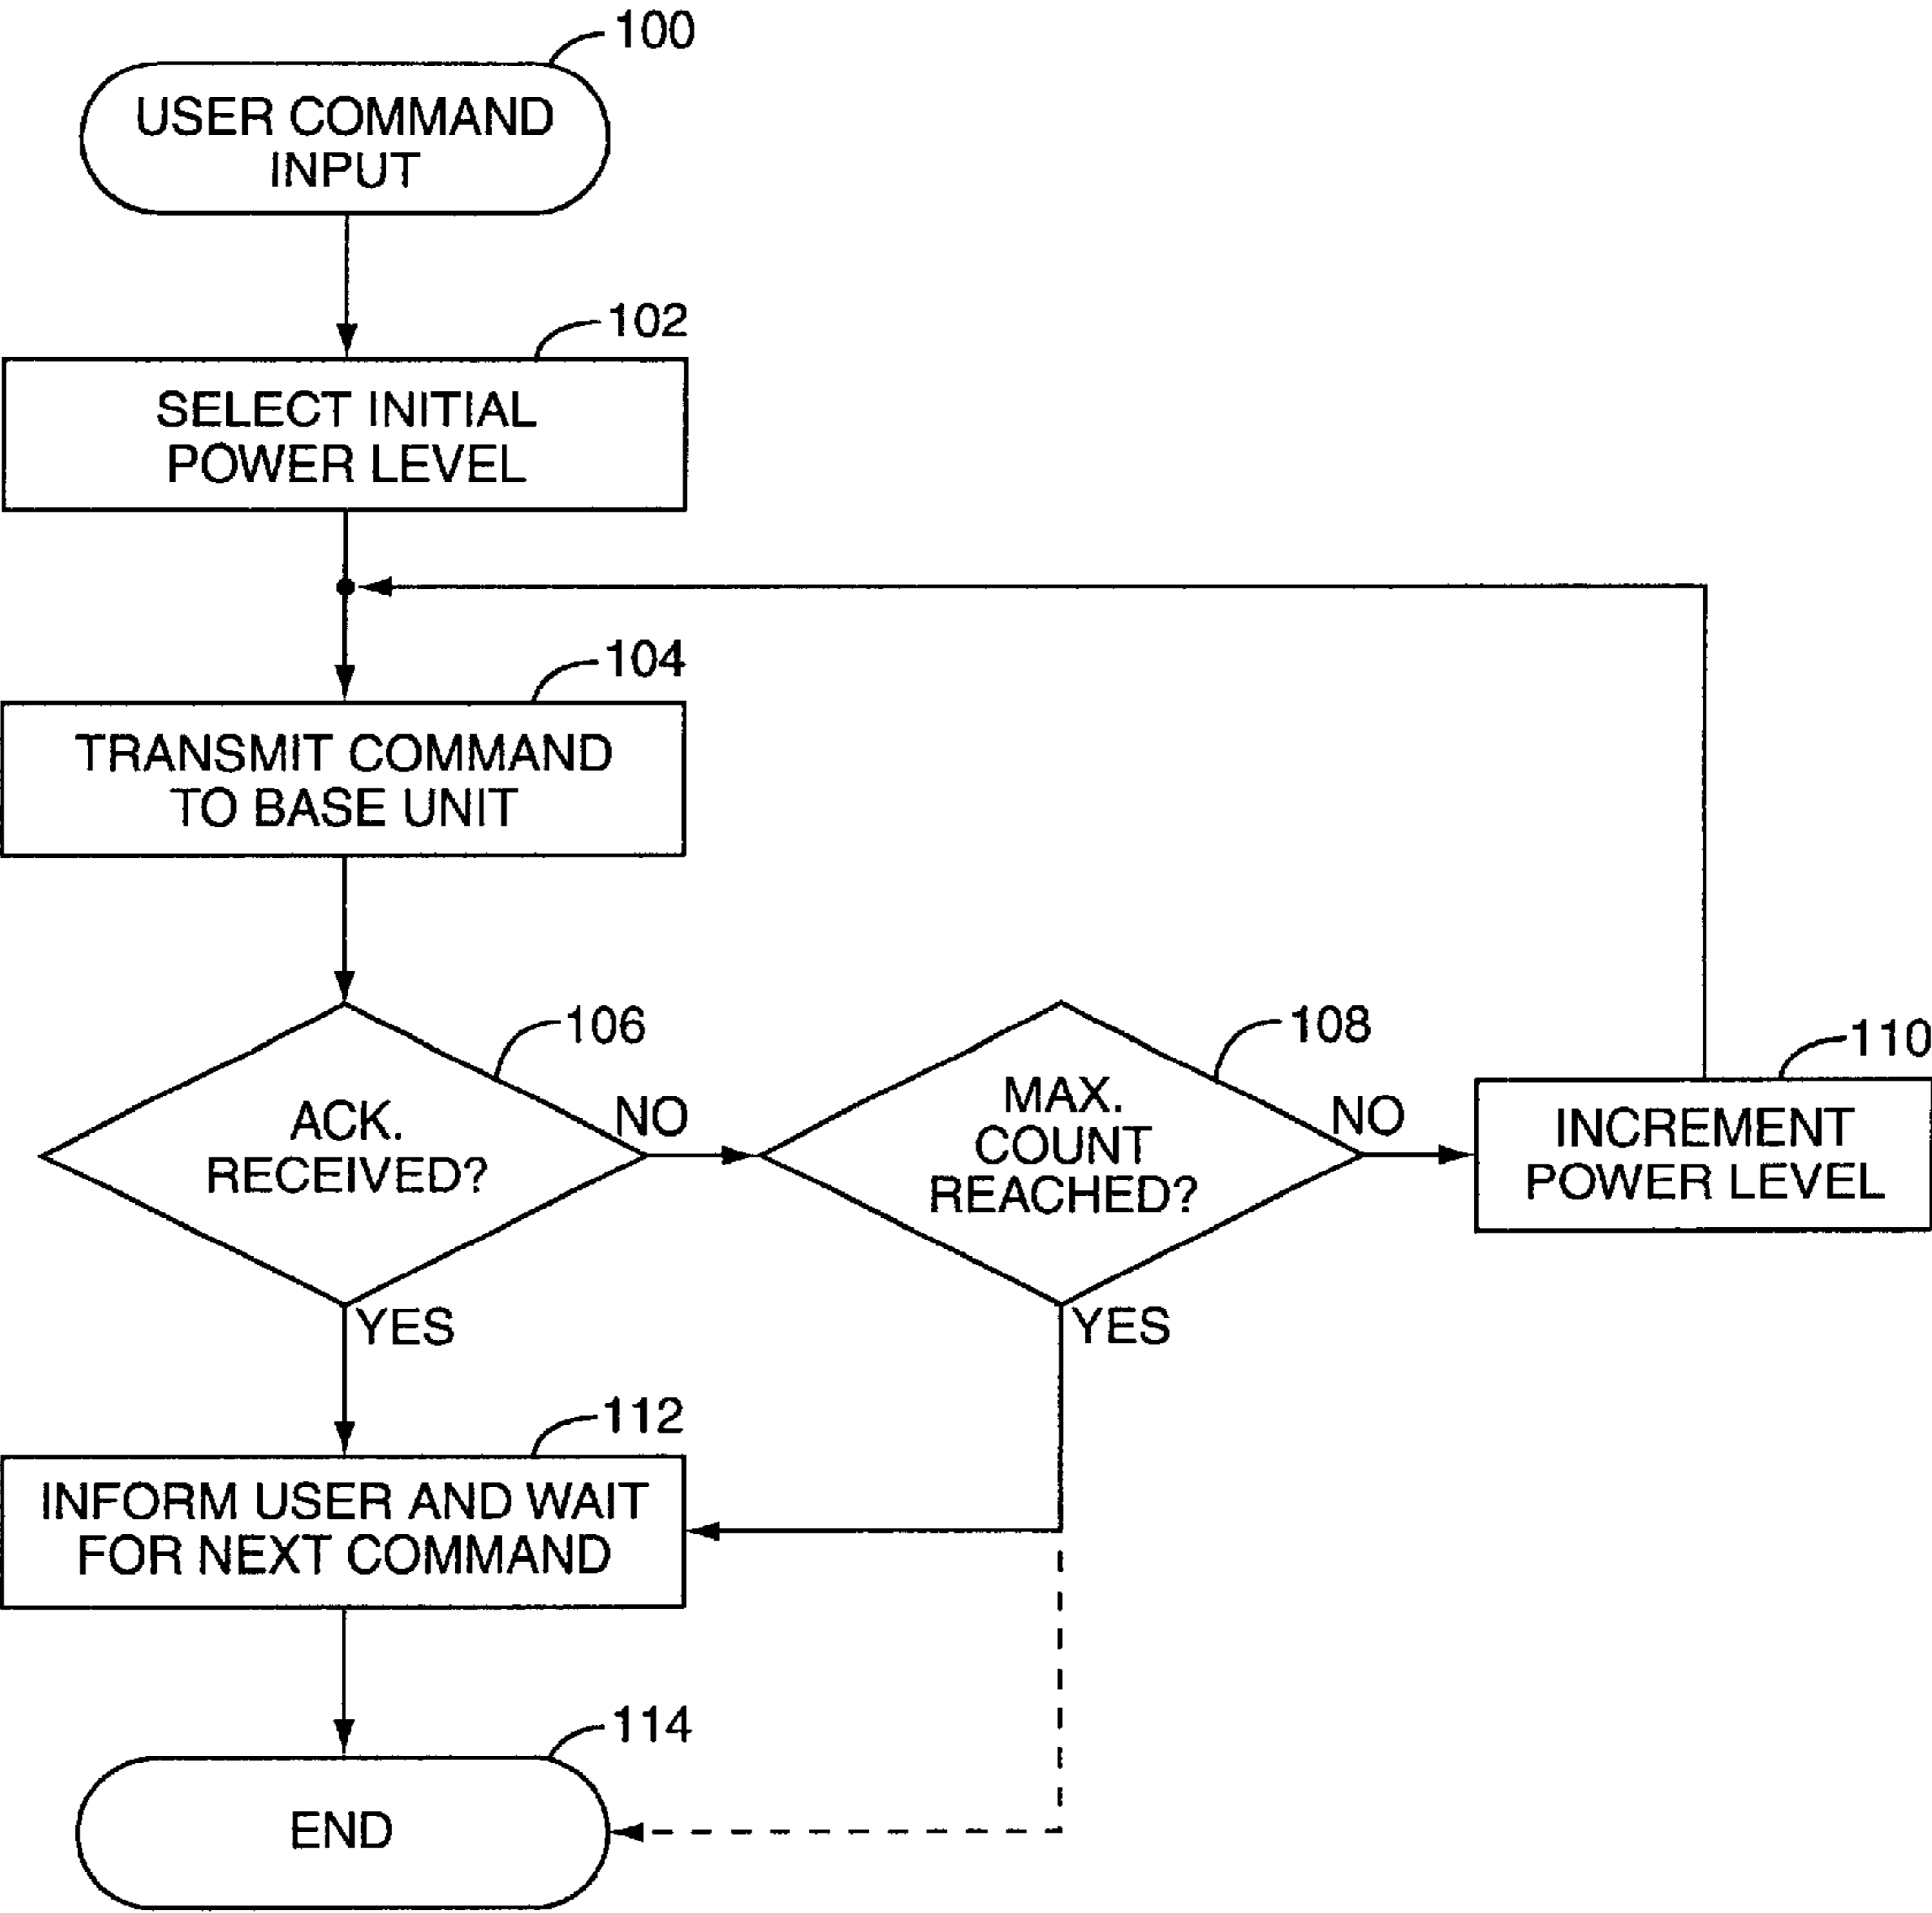 100
USER COMMAND
INPUT
102
SELECT INITIAL
POWER LEVEL
104
TRANSMIT COMMAND
TO BASE UNIT
106
ACK.
RECEIVED?
NO
YES
108
MAX.
COUNT
REACHED?
NO
YES
110
INCREMENT
POWER LEVEL
112
INFORM USER AND WAIT
FOR NEXT COMMAND
114
END